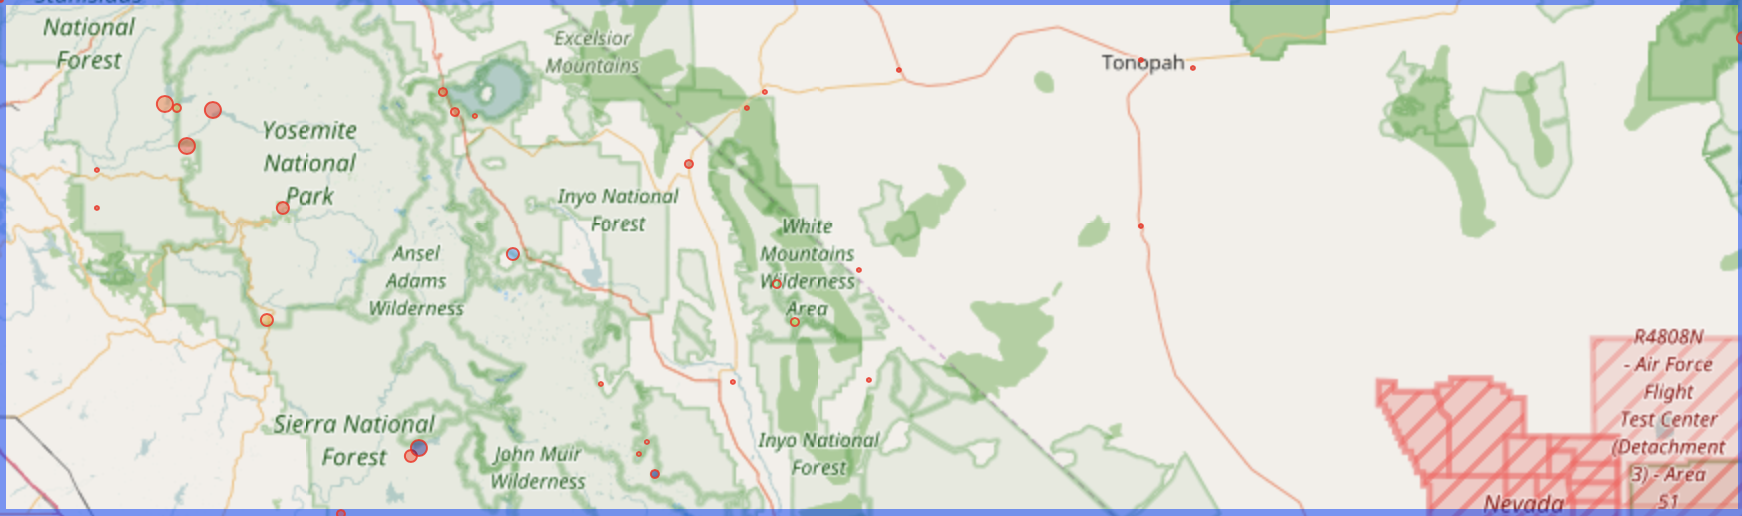 Stanislaus
National
Forest
Excelsior
Mountains
Tonopah
Yosemite
National
Park
Inyo National
Forest
White
Mountains
Wilderness
Area
Ansel
Adams
Wilderness
R4808N
- Air Force
Flight
Test Center
(Detachment
3) - Area
51
Sierra National
Forest
John Muir
Wilderness
Inyo National
Forest
Nevada